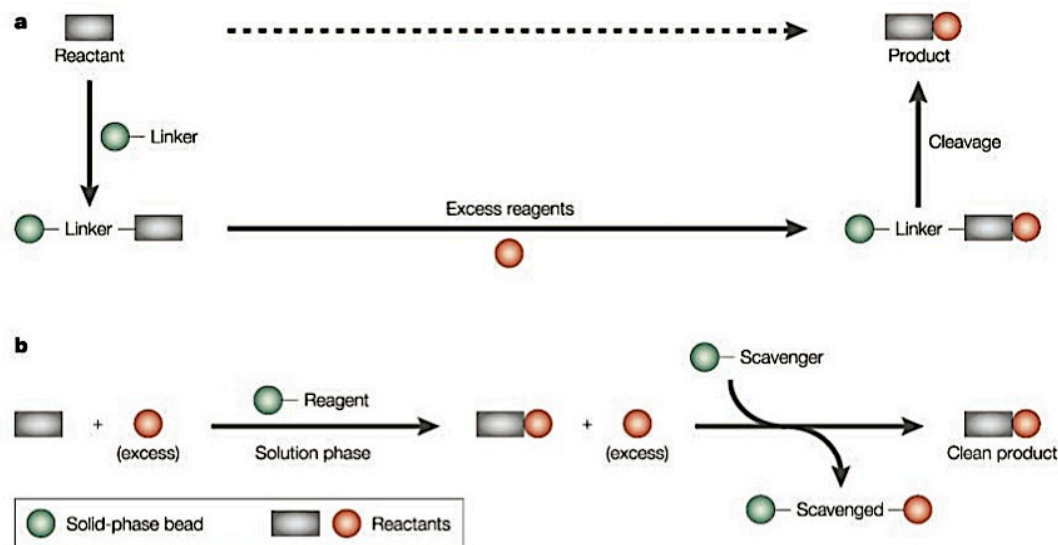 a
Reactant
Product
Linker
Cleavage
Linker
Excess reagents
Linker
b
Scavenger
Reagent
+
(excess)
Solution phase
+
(excess)
Clean product
Scavenged
Solid-phase bead
Reactants